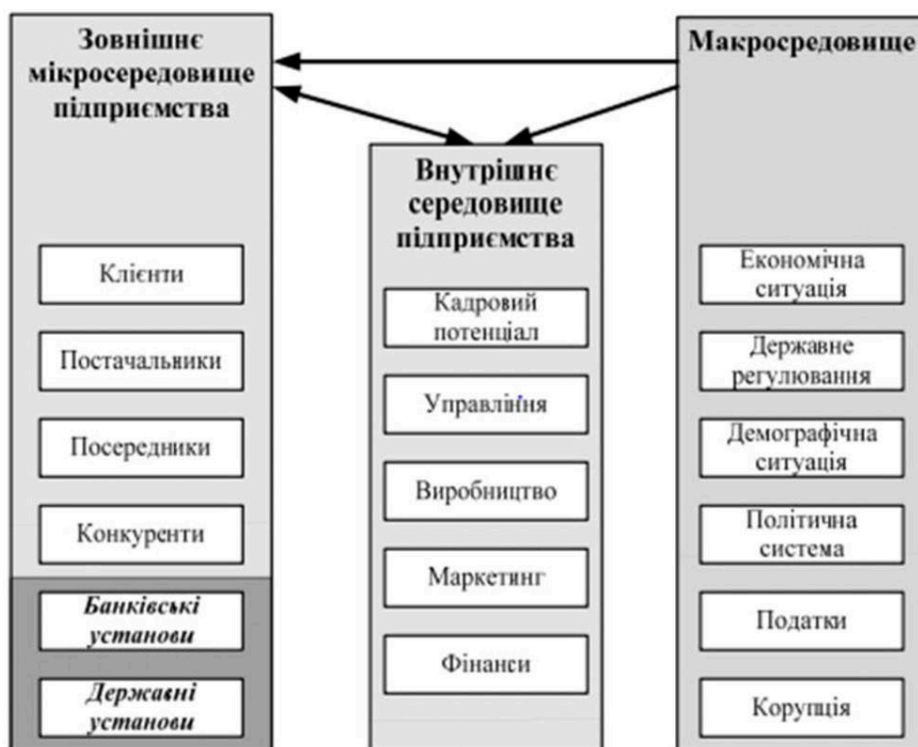 Зовнішнє
мікросередовище
підприємства
Клієнти
Постачальники
Посередники
Конкуренти
Банківські
установи
Державні
установи
Внутрішнє
середовище
підприємства
Кадровий
потенціал
Управління
Виробництво
Маркетинг
Фінанси
Макросредовище
Економічна
ситуація
Державне
регулювання
Демографічна
ситуація
Політична
система
Податки
Корупція